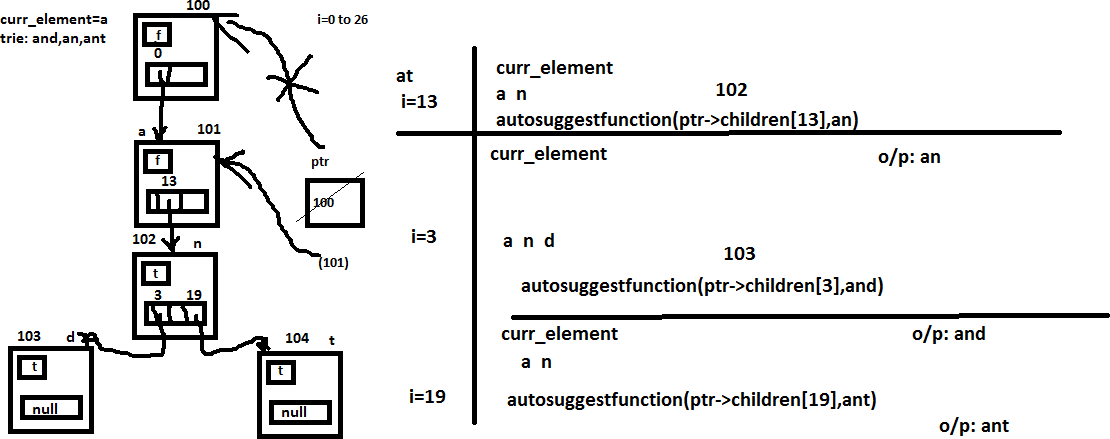 curr_element=a
trie: and,an,ant
100
f
0
i=0 to 26
a
101
f
13
ptr
100
(101)
102
n
t
3 19
103
d
t
null
104
t
t
null
at
i=13
curr_element
a n
102
autosuggestfunction(ptr->children[13],an)
curr_element
o/p: an
i=3
a n d
103
autosuggestfunction(ptr->children[3],and)
curr_element
o/p: and
a n
i=19
autosuggestfunction(ptr->children[19],ant)
o/p: ant